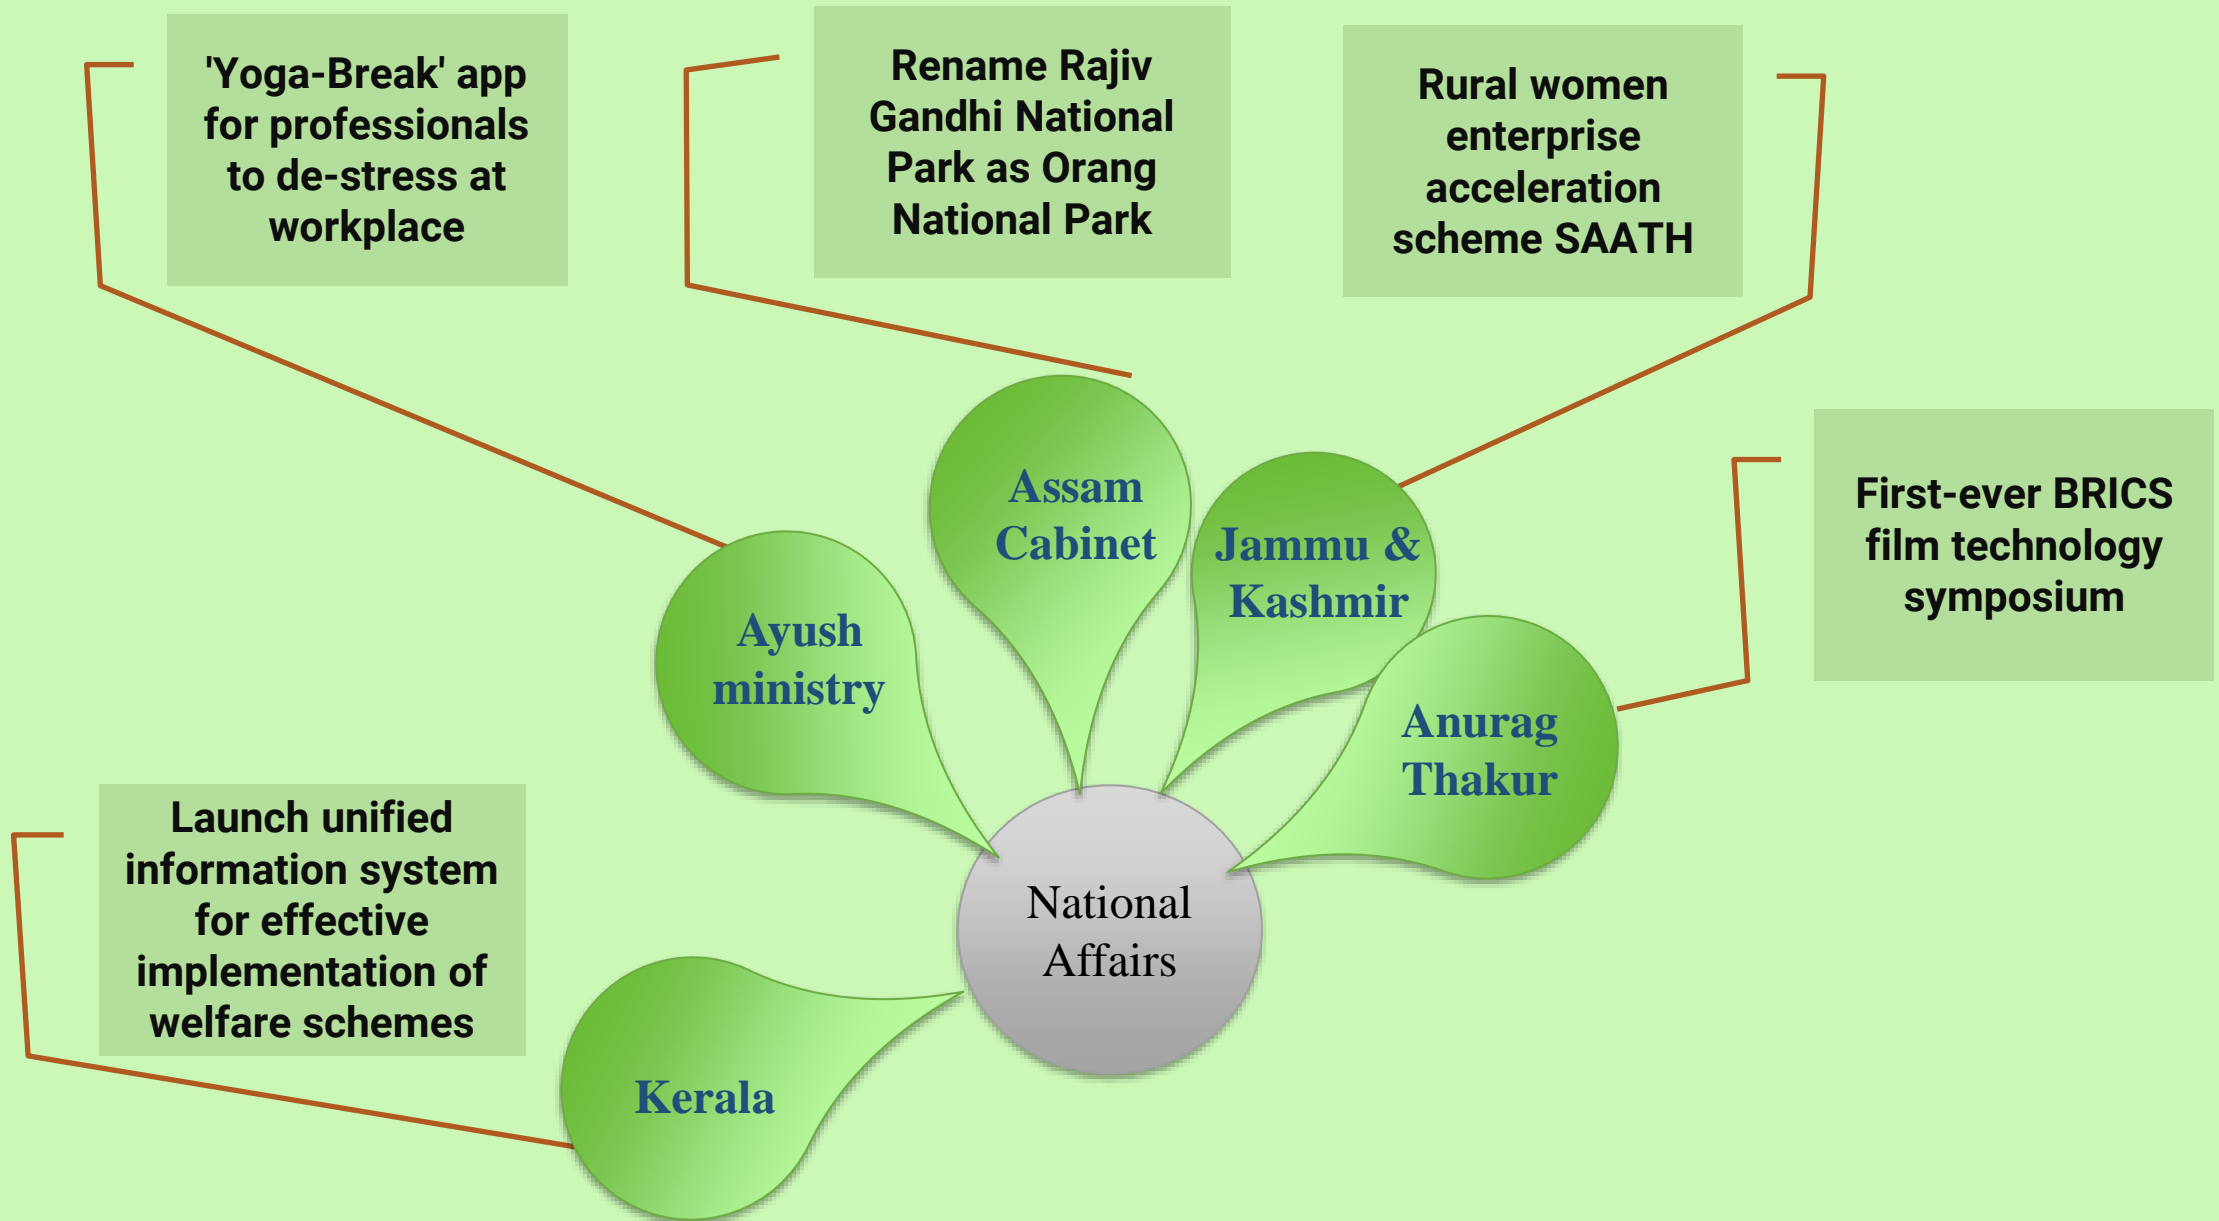 'Yoga-Break' app
for professionals
to de-stress at
workplace
Rename Rajiv
Gandhi National
Park as Orang
National Park
Rural women
enterprise
acceleration
scheme SAATH
First-ever BRICS
film technology
symposium
Assam
Cabinet
Jammu &
Kashmir
Ayush
ministry
Anurag
Thakur
Launch unified
information system
for effective
implementation of
welfare schemes
National
Affairs
Kerala